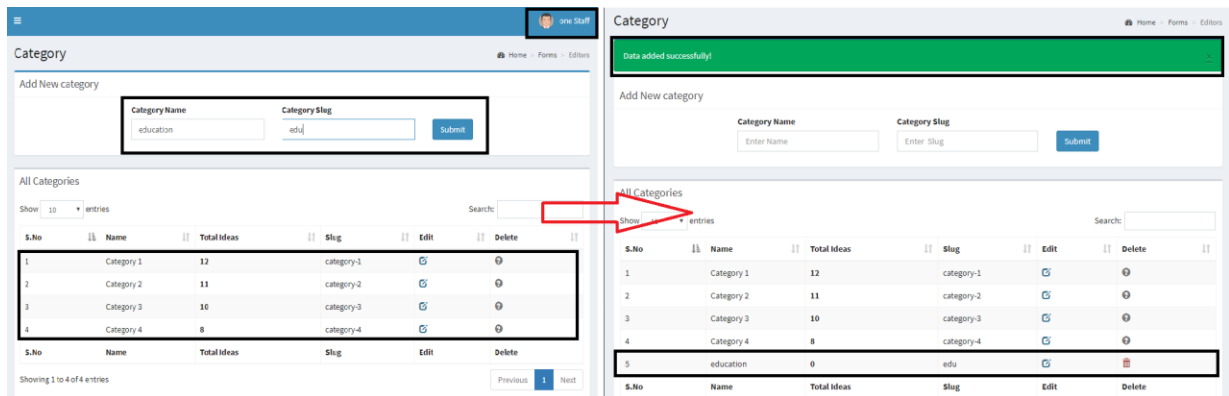 one Staff
Category
Home > Forms > Editors
Add New category
Category Name Category Slug
education edu Submit
All Categories
Show 10 entries Search:
S.No Name Total Ideas Slug Edit Delete
1 Category 1 12 category-1
2 Category 2 11 category-2
3 Category 3 10 category-3
4 Category 4 8 category-4
S.No Name Total Ideas Slug Edit Delete
Showing 1 to 4 of 4 entries Previous 1 Next
Category
Home > Forms > Editors
Data added successfully!
Add New category
Category Name Category Slug
Enter Name Enter Slug Submit
All Categories
Show entries Search:
S.No Name Total Ideas Slug Edit Delete
1 Category 1 12 category-1
2 Category 2 11 category-2
3 Category 3 10 category-3
4 Category 4 8 category-4
5 education 0 edu
S.No Name Total Ideas Slug Edit Delete